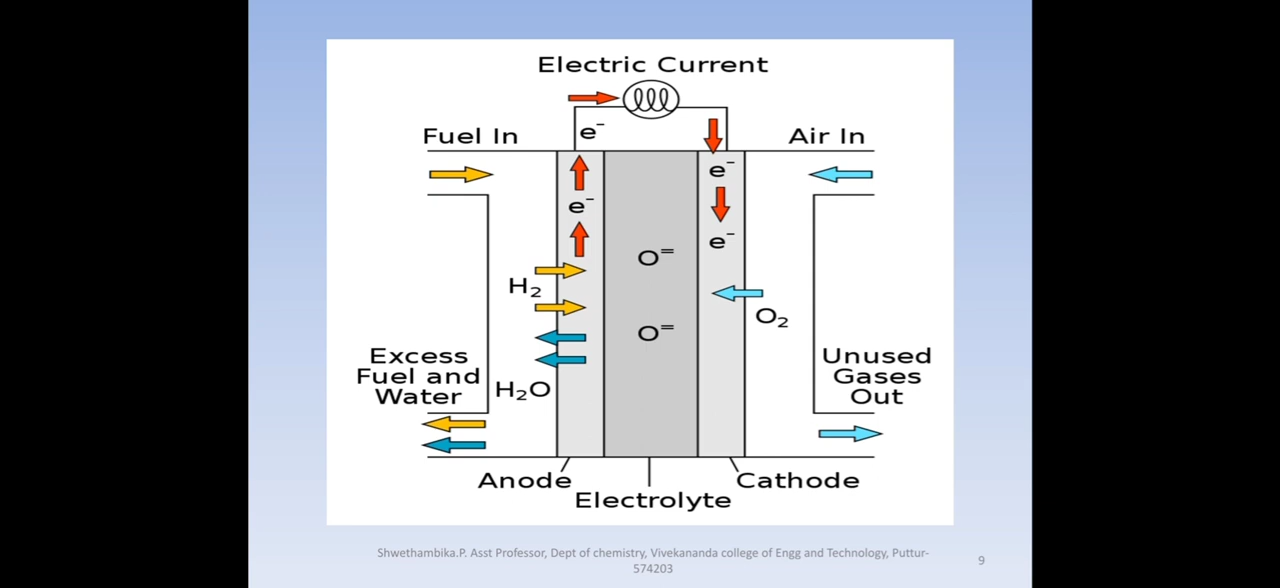 Electric Current
e⁻
Fuel In
Air In
e⁻
e⁻
e⁻
O⁼
H₂
O₂
O⁼
Excess
Fuel and
Water
H₂O
Unused
Gases
Out
Anode
Electrolyte
Cathode
Shwethambika.P. Asst Professor, Dept of chemistry, Vivekananda college of Engg and Technology, Puttur-
574203
9